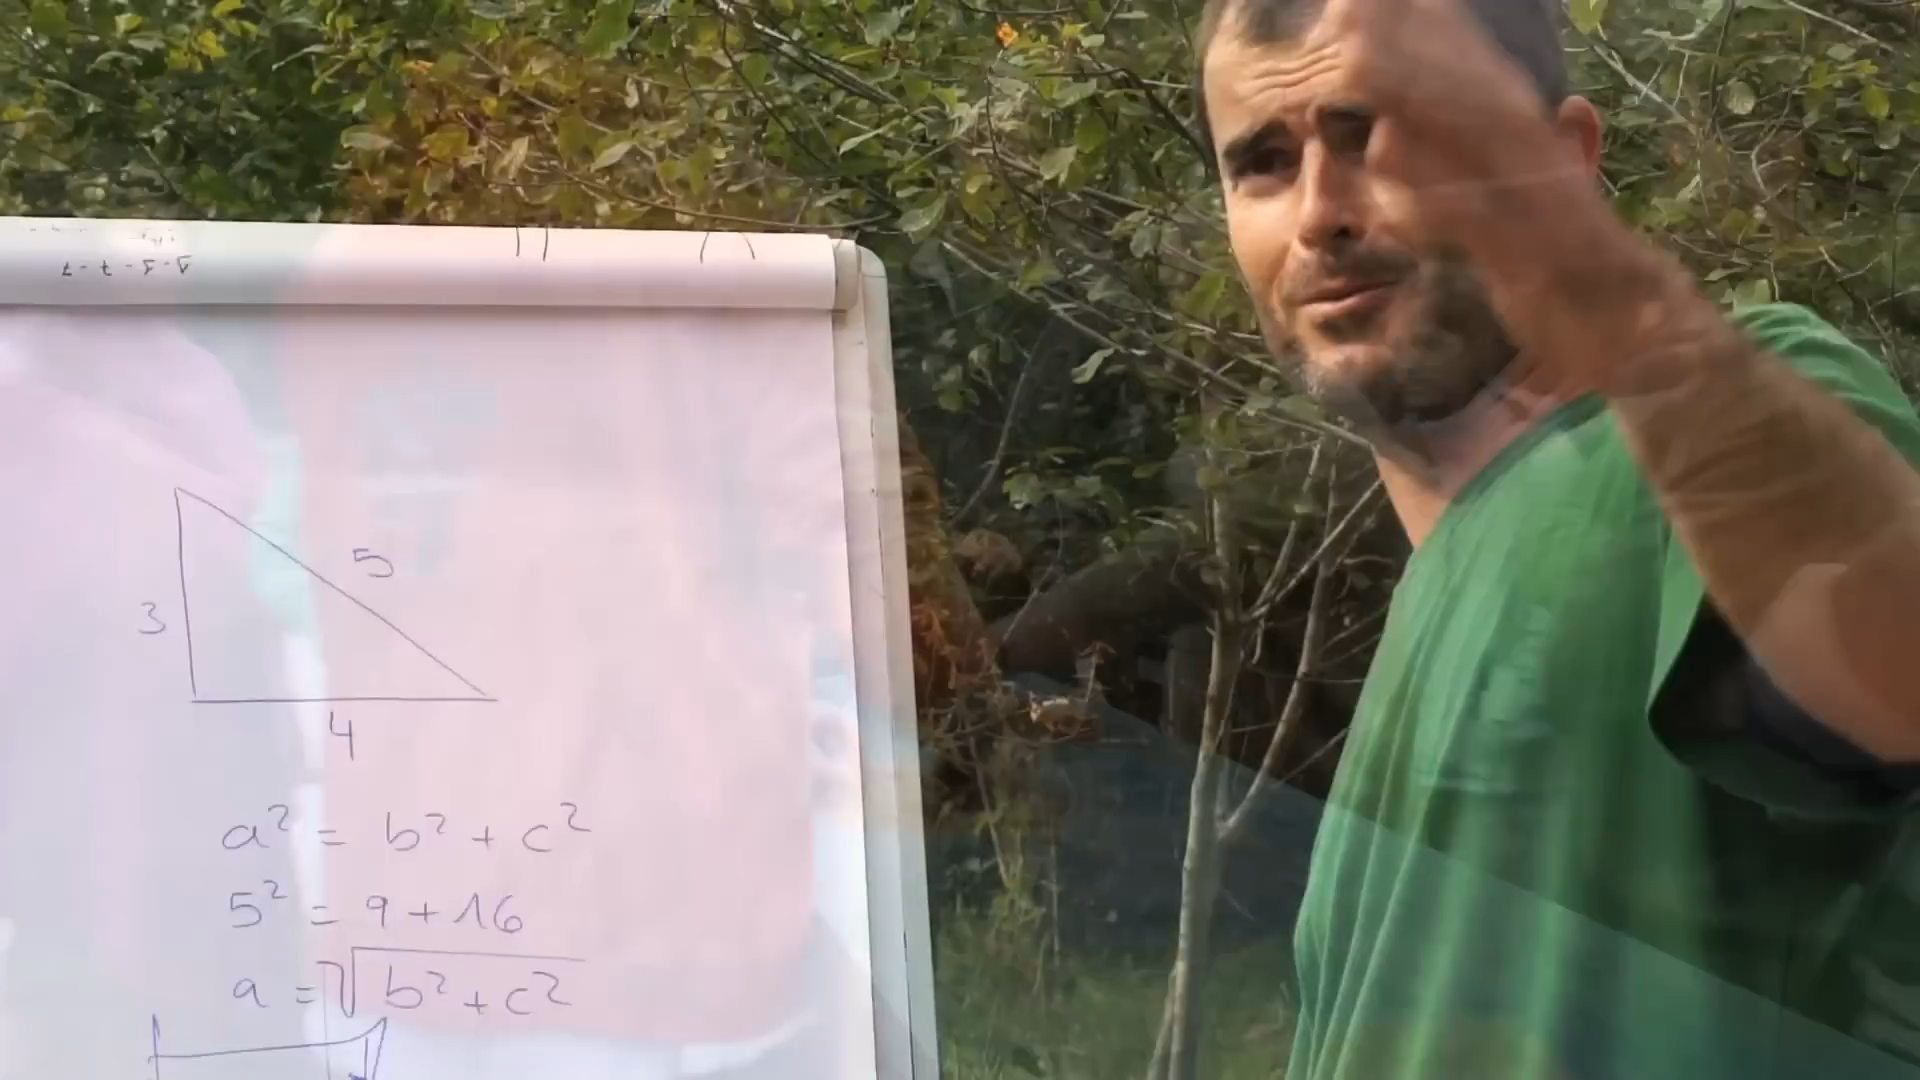 5
3
4
a² = b² + c²
5² = 9 + 16
a = √b² + c²